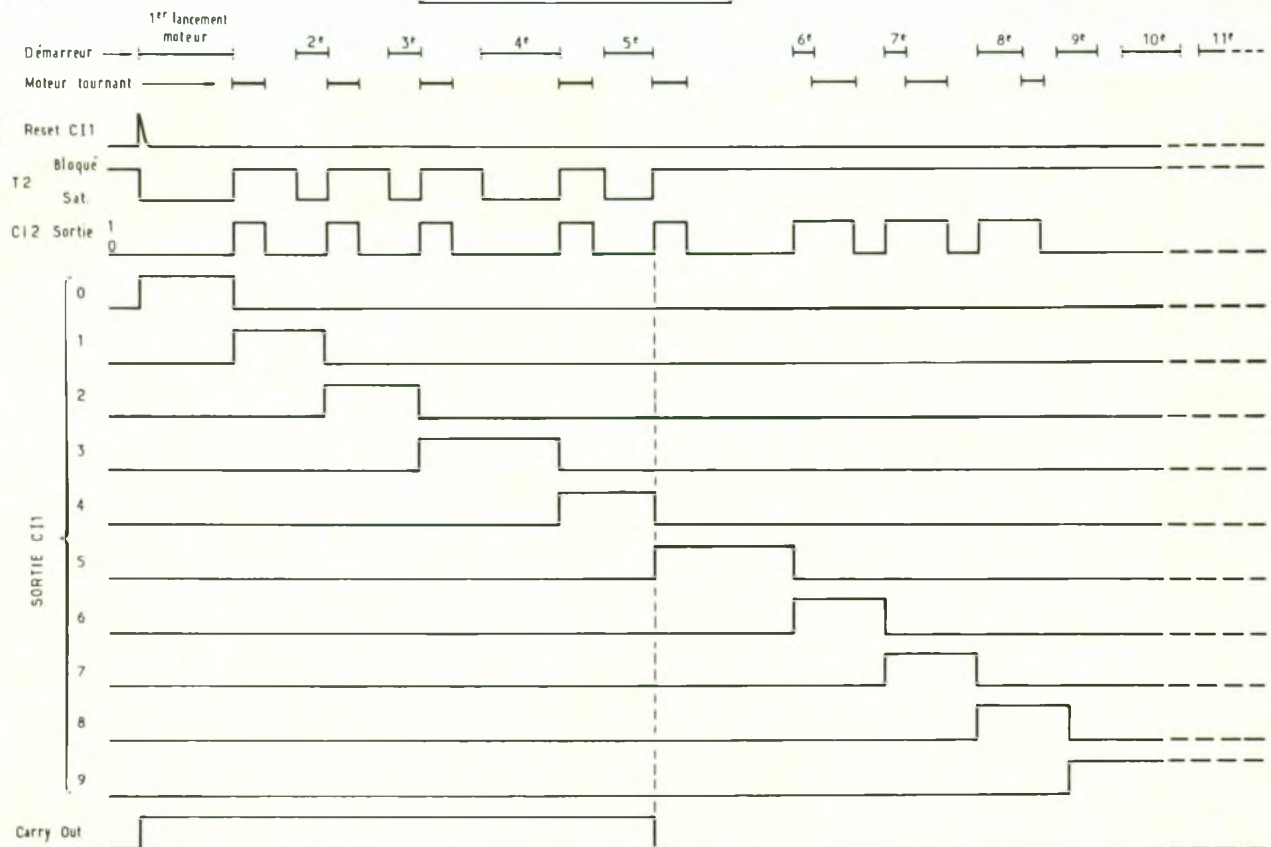 1er lancement
moteur
Démarreur 2e 3e 4e 5e 6e 7e 8e 9e 10e 11e
Moteur tournant
Reset CI1
T2 Bloqué
Sat.
CI2 Sortie 1
0
SORTIE CI1
0
1
2
3
4
5
6
7
8
9
Carry Out